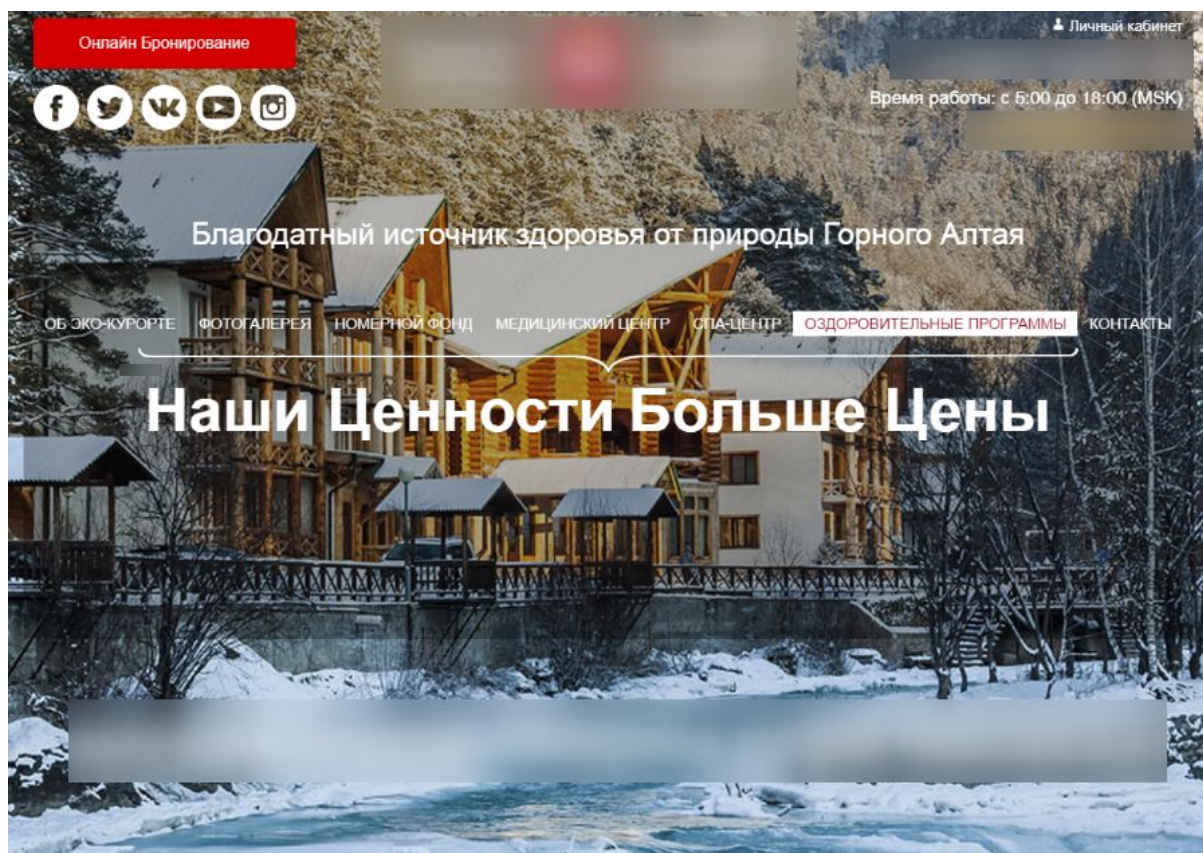 Онлайн Бронирование
Личный кабинет
Время работы: с 5:00 до 18:00 (MSK)
Благодатный источник здоровья от природы Горного Алтая
ОБ ЭКО-КУРОРТЕ ФОТОГАЛЕРЕЯ НОМЕРНОЙ ФОНД МЕДИЦИНСКИЙ ЦЕНТР СПА-ЦЕНТР ОЗДОРОВИТЕЛЬНЫЕ ПРОГРАММЫ КОНТАКТЫ
Наши Ценности Больше Цены